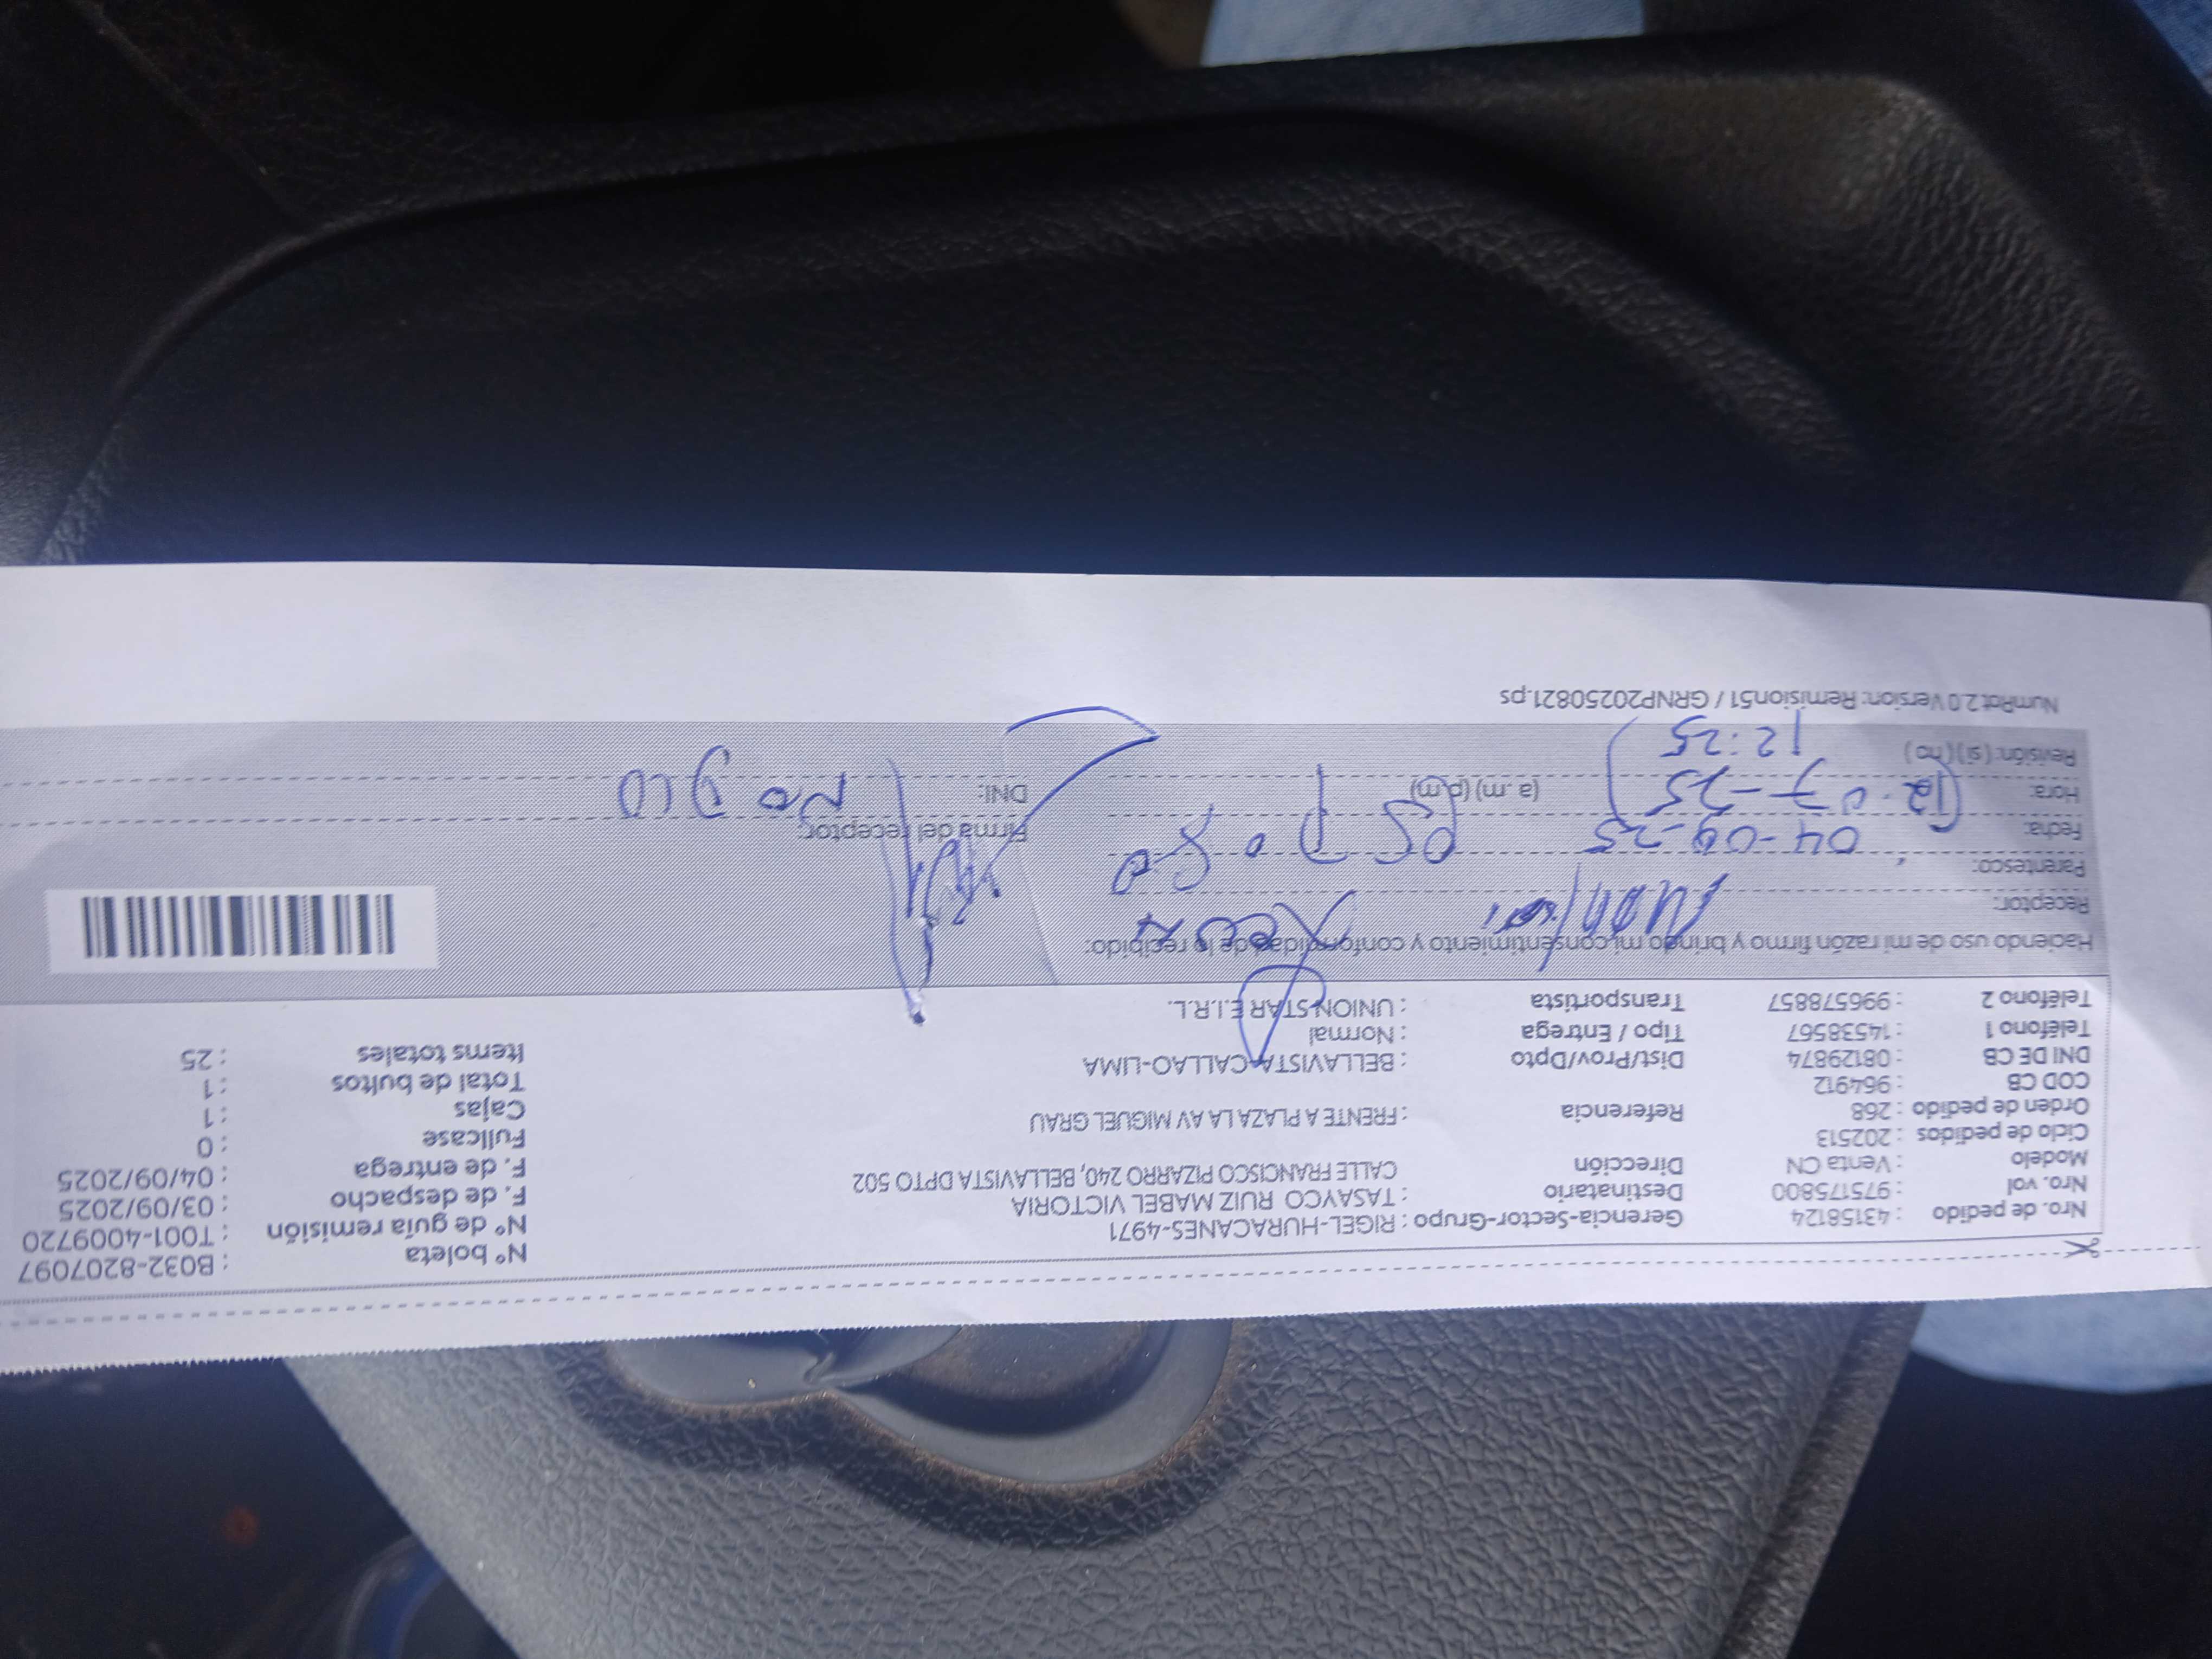 Nro. de pedido : 43158124 Gerencia-Sector-Grupo : RIGEL-HURACANES-4971 N° boleta : B032-8207097
Nro. vol : 975175800 Destinatario : TASAYCO RUIZ MABEL VICTORIA N° de guía remisión : T001-4009720
Modelo : Venta CN Dirección CALLE FRANCISCO PIZARRO 240, BELLAVISTA DPTO 502 F. de despacho : 03/09/2025
Ciclo de pedidos : 202513 F. de entrega : 04/09/2025
Orden de pedido : 268 Referencia : FRENTE A PLAZA LA AV MIGUEL GRAU Fullcase : 0
COD CB : 964912 Cajas : 1
DNI DE CB : 08129874 Dist/Prov/Dpto : BELLAVISTA-CALLAO-LIMA Total de bultos : 1
Teléfono 1 : 14538567 Tipo / Entrega : Normal Items totales : 25
Teléfono 2 : 996578857 Transportista : UNION STAR E.I.R.L.
Haciendo uso de mi razón firmo y brindo mi consentimiento y conformidad de lo recibido:
Receptor:
Parentesco:
Fecha: 04-09-25 Firma del receptor:
Hora: (a. m) (p.m) DNI:
Revisión: (si) (no) 12:25
NumRot 2.0 Version: Remision51 / GRNP20250821.ps